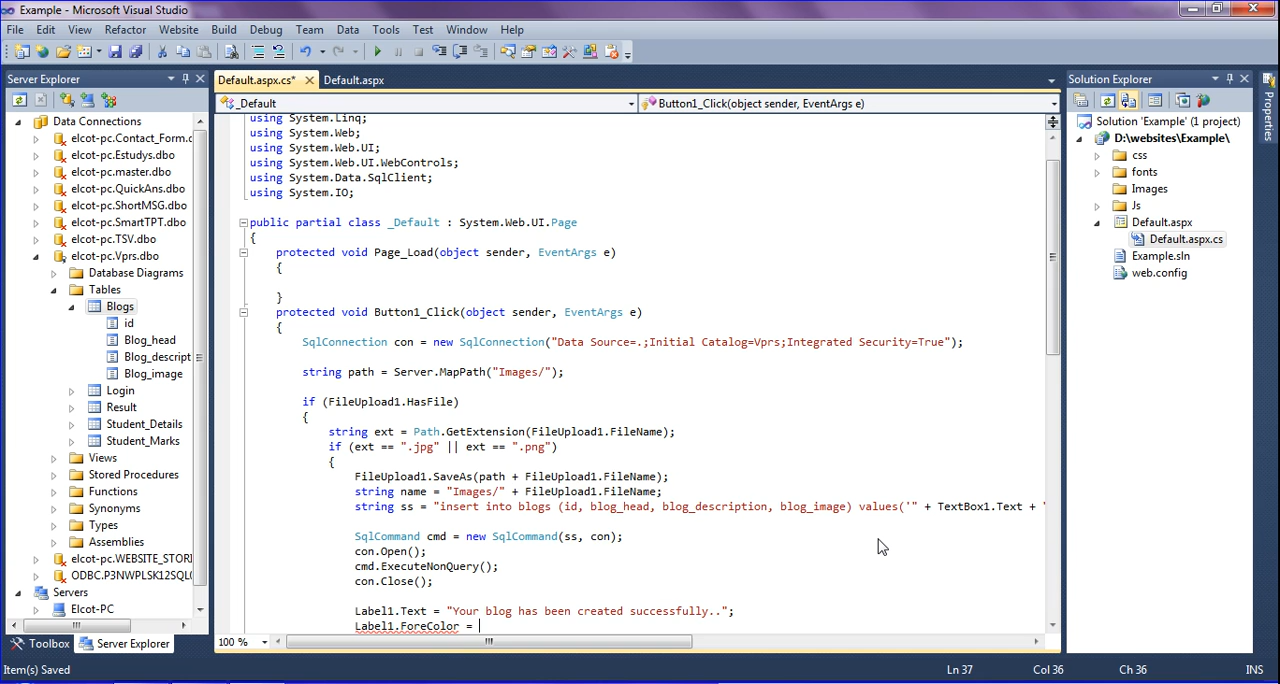 Example - Microsoft Visual Studio
File Edit View Refactor Website Build Debug Team Data Tools Test Window Help
Server Explorer
Data Connections
elcot-pc.Contact_Form.c
elcot-pc.Estudys.dbo
elcot-pc.master.dbo
elcot-pc.QuickAns.dbo
elcot-pc.ShortMSG.dbo
elcot-pc.SmartTPT.dbo
elcot-pc.TSV.dbo
elcot-pc.Vprs.dbo
Database Diagrams
Tables
Blogs
id
Blog_head
Blog_descript
Blog_image
Login
Result
Student_Details
Student_Marks
Views
Stored Procedures
Functions
Synonyms
Types
Assemblies
elcot-pc.WEBSITE_STORI
ODBC.P3NWPLSK12SQL(
Servers
Elcot-PC
Toolbox Server Explorer
Default.aspx.cs* Default.aspx
_Default Button1_Click(object sender, EventArgs e)
using System.Linq;
using System.Web;
using System.Web.UI;
using System.Web.UI.WebControls;
using System.Data.SqlClient;
using System.IO;
public partial class _Default : System.Web.UI.Page
{
protected void Page_Load(object sender, EventArgs e)
{
}
protected void Button1_Click(object sender, EventArgs e)
{
SqlConnection con = new SqlConnection("Data Source=.;Initial Catalog=Vprs;Integrated Security=True");
string path = Server.MapPath("Images/");
if (FileUpload1.HasFile)
{
string ext = Path.GetExtension(FileUpload1.FileName);
if (ext == ".jpg" || ext == ".png")
{
FileUpload1.SaveAs(path + FileUpload1.FileName);
string name = "Images/" + FileUpload1.FileName;
string ss = "insert into blogs (id, blog_head, blog_description, blog_image) values('" + TextBox1.Text + '
SqlCommand cmd = new SqlCommand(ss, con);
con.Open();
cmd.ExecuteNonQuery();
con.Close();
Label1.Text = "Your blog has been created successfully..";
Label1.ForeColor =
100 %
Solution Explorer
Solution 'Example' (1 project)
D:\websites\Example\
css
fonts
Images
Js
Default.aspx
Default.aspx.cs
Example.sln
web.config
Properties
Item(s) Saved Ln 37 Col 36 Ch 36 INS